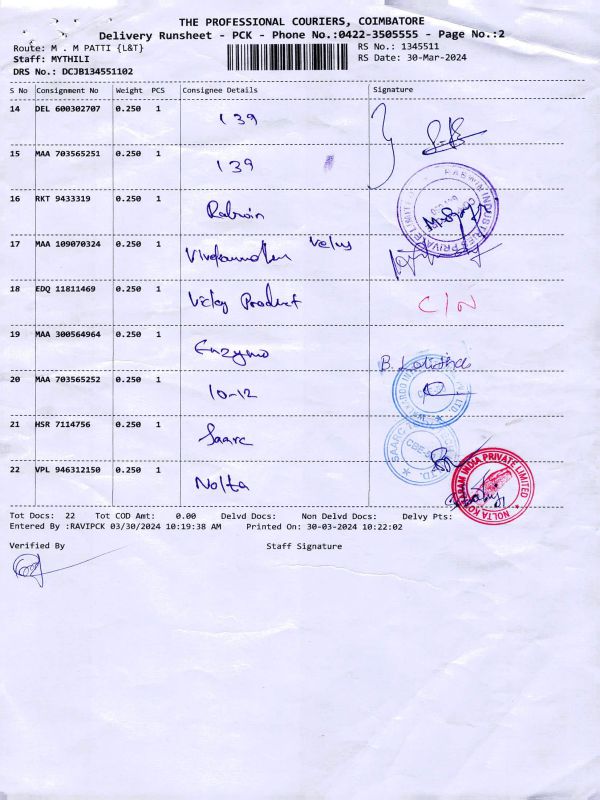 THE PROFESSIONAL COURIERS, COIMBATORE
Delivery Runsheet - PCK - Phone No.:0422-3505555 - Page No.:2
Route: M . M PATTI {L&T} RS No.: 1345511
Staff: MYTHILI RS Date: 30-Mar-2024
DRS No.: DCJB134551102
S No Consignment No Weight PCS Consignee Details Signature
14 DEL 600302707 0.250 1 139
15 MAA 703565251 0.250 1 139
16 RKT 9433319 0.250 1
17 MAA 109070324 0.250 1
18 EDQ 11811469 0.250 1 Vicky Product C/N
19 MAA 300564964 0.250 1 Enzymo
20 MAA 703565252 0.250 1 10-12
21 HSR 7114756 0.250 1 Saarc
22 VPL 946312150 0.250 1 Nolta
NOLTA INDIA PRIVATE LIMITED
Tot Docs: 22 Tot COD Amt: 0.00 Delvd Docs: Non Delvd Docs: Delvy Pts:
Entered By :RAVIPCK 03/30/2024 10:19:38 AM Printed On: 30-03-2024 10:22:02
Verified By Staff Signature